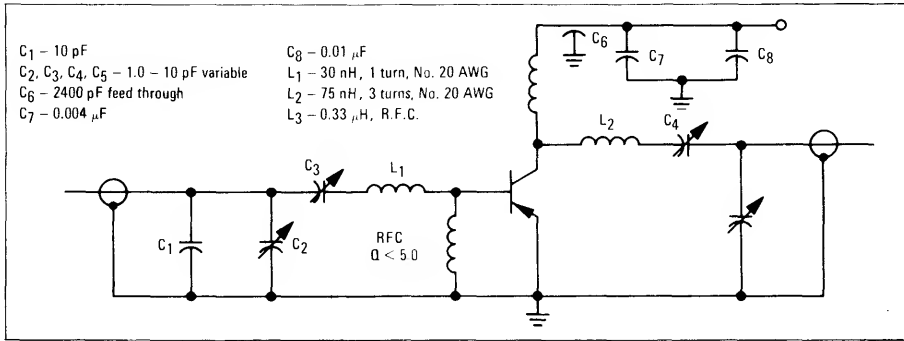 C1 – 10 pF
C2, C3, C4, C5 – 1.0 – 10 pF variable
C6 – 2400 pF feed through
C7 – 0.004 μF
C8 – 0.01 μF
L1 – 30 nH, 1 turn, No. 20 AWG
L2 – 75 nH, 3 turns, No. 20 AWG
L3 – 0.33 μH, R.F.C.
C6
C7
C8
L2
C4
C3
L1
C1
C2
RFC
Q < 5.0